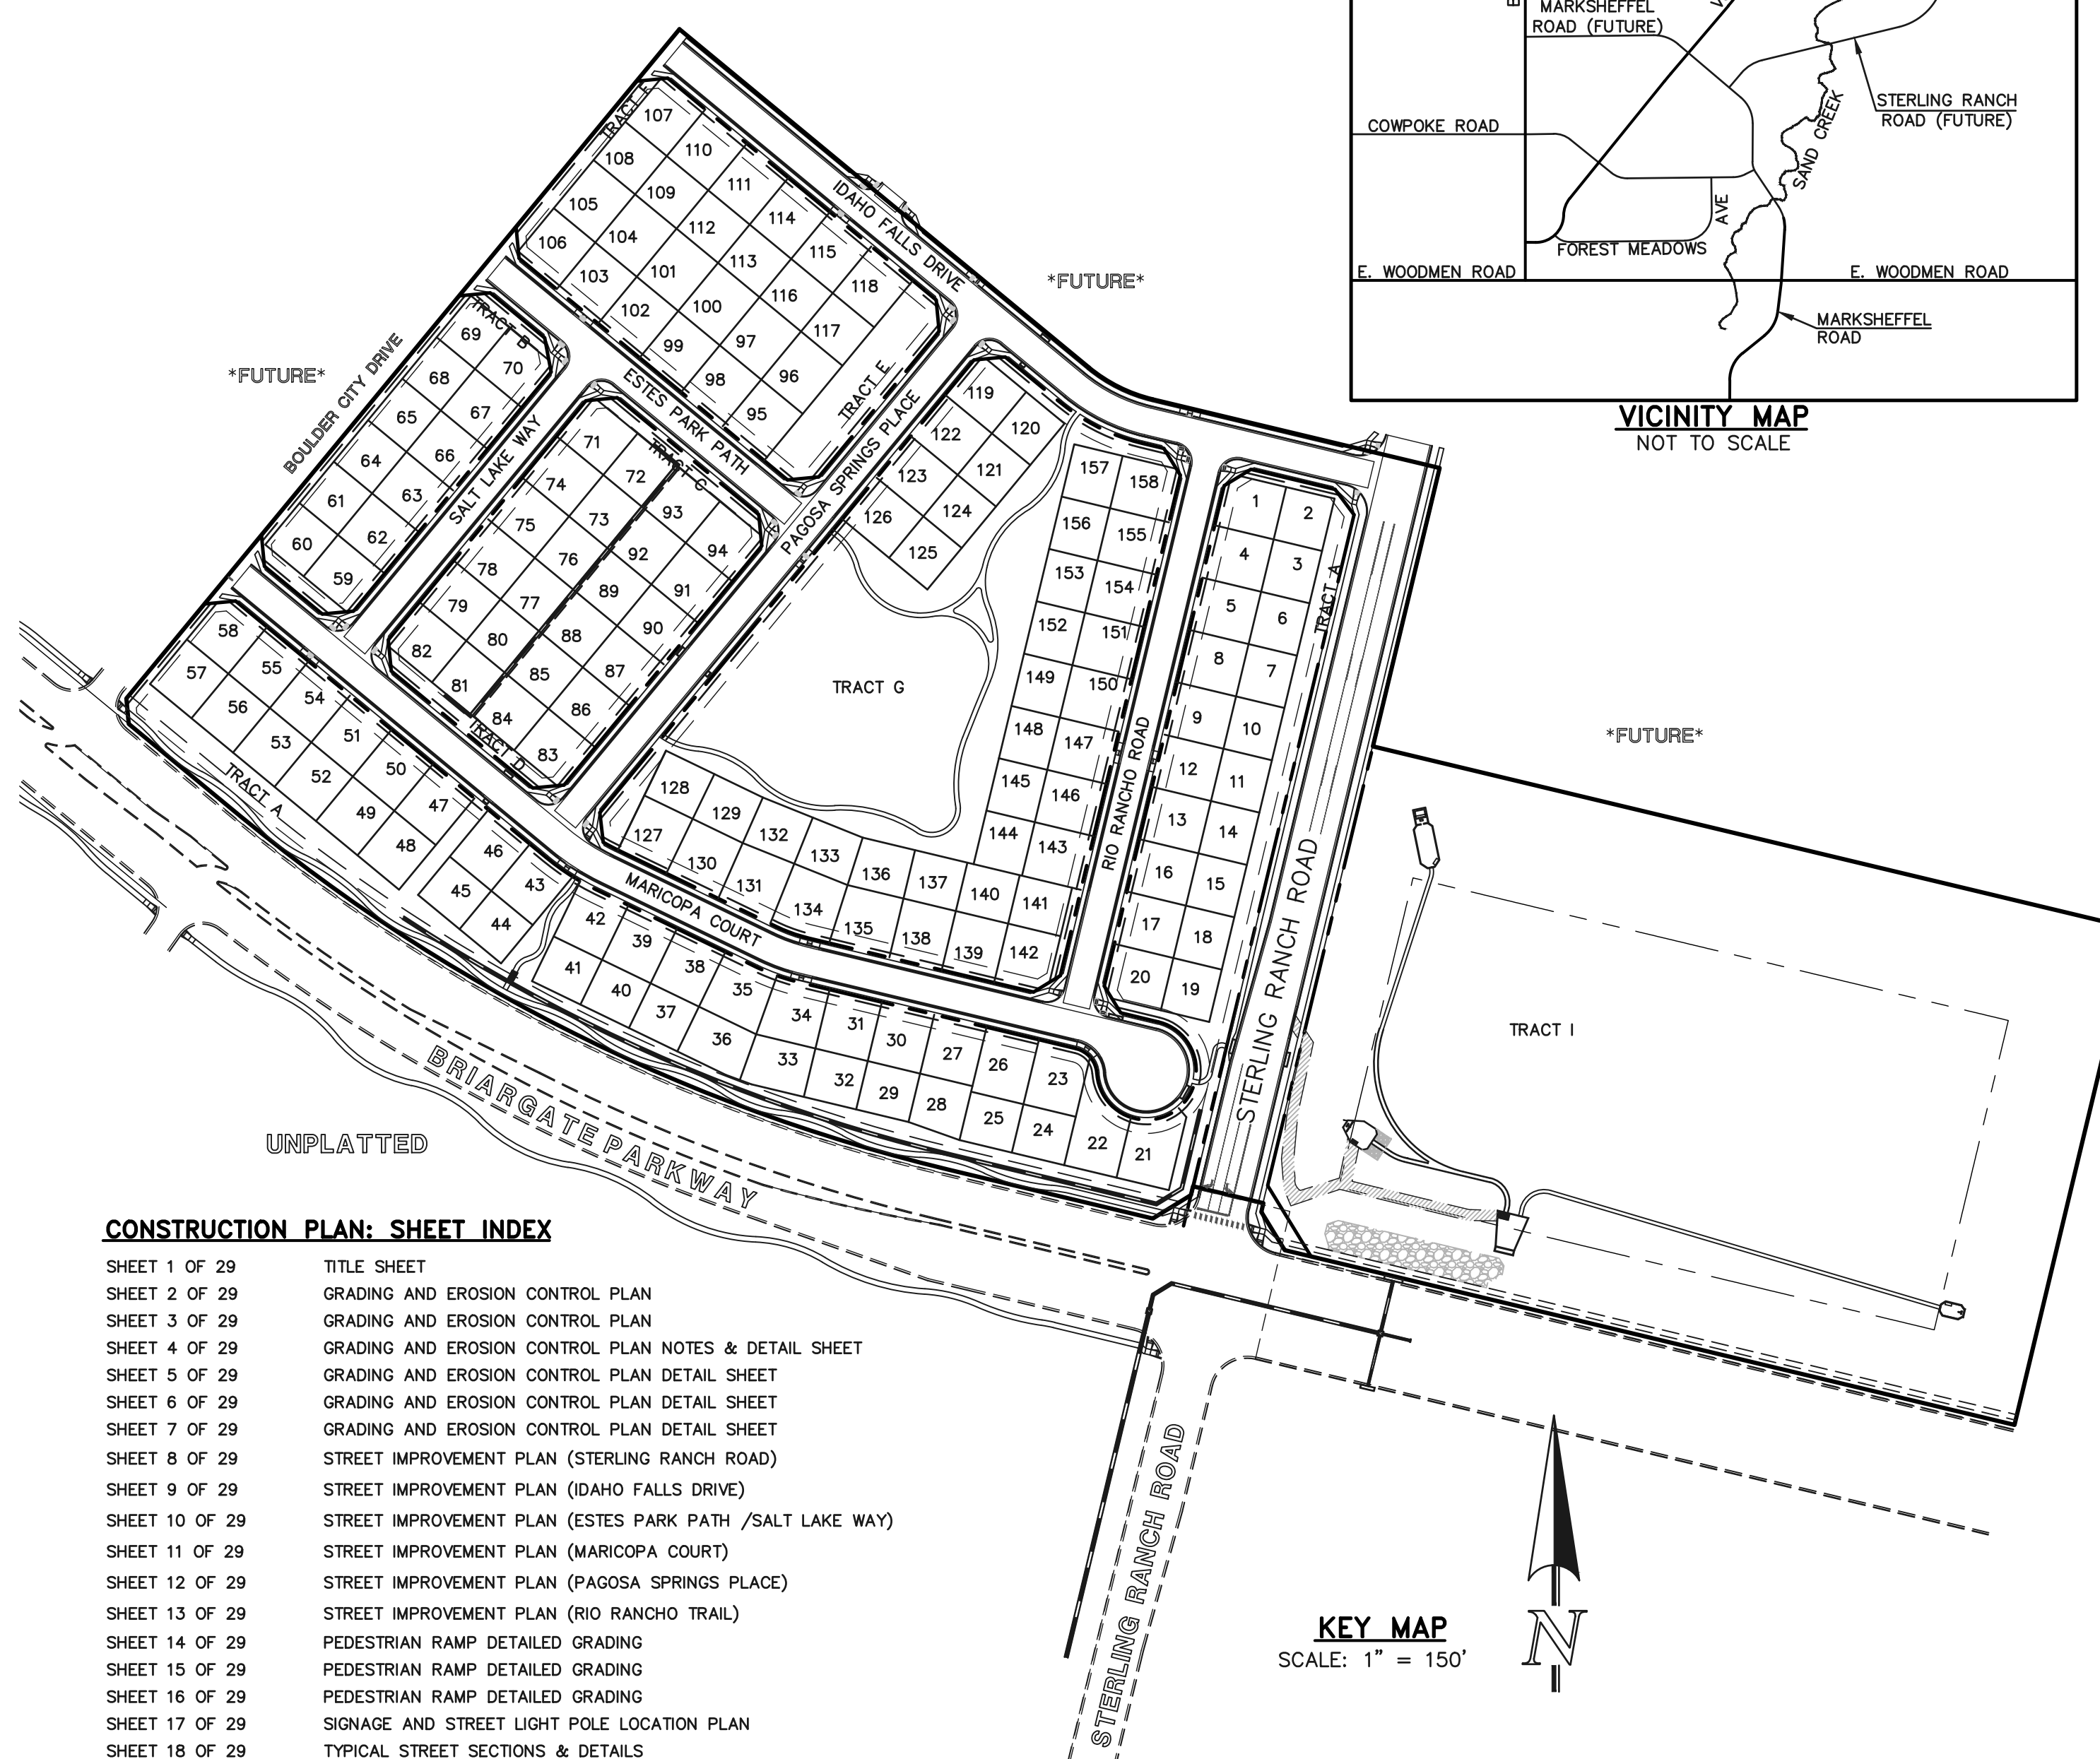 MARKSHEFFEL
ROAD (FUTURE)
STERLING RANCH
ROAD (FUTURE)
COWPOKE ROAD
SAND CREEK
AVE
FOREST MEADOWS
E. WOODMEN ROAD
E. WOODMEN ROAD
MARKSHEFFEL
ROAD
VICINITY MAP
NOT TO SCALE
*FUTURE*
*FUTURE*
*FUTURE*
TRACT F
IDAHO FALLS DRIVE
107
110
108
109
111
114
105
104
112
115
106
103
101
113
118
102
100
116
117
99
97
98
96
95
TRACT E
BOULDER CITY DRIVE
TRACT B
69
70
68
67
65
66
64
63
61
62
60
59
SALT LAKE WAY
ESTES PARK PATH
PAGOSA SPRINGS PLACE
TRACT C
71
72
74
73
93
75
76
92
94
78
77
89
91
79
80
88
90
82
81
85
87
84
86
83
TRACT D
119
120
122
121
123
124
126
125
TRACT G
157
158
156
155
153
154
152
151
149
150
148
147
145
146
144
143
RIO RANCHO ROAD
1
2
4
3
5
6
8
7
9
10
12
11
13
14
16
15
17
18
20
19
TRACT A
STERLING RANCH ROAD
TRACT I
58
57
55
56
54
53
51
52
50
49
47
48
46
45
43
44
TRACT A
128
129
127
132
130
133
131
136
134
137
135
140
138
141
139
142
MARICOPA COURT
42
41
39
40
38
37
35
36
34
33
31
32
30
29
27
28
26
25
23
24
22
21
BRIARGATE PARKWAY
UNPLATTED
STERLING RANCH ROAD
CONSTRUCTION PLAN: SHEET INDEX
SHEET 1 OF 29 TITLE SHEET
SHEET 2 OF 29 GRADING AND EROSION CONTROL PLAN
SHEET 3 OF 29 GRADING AND EROSION CONTROL PLAN
SHEET 4 OF 29 GRADING AND EROSION CONTROL PLAN NOTES & DETAIL SHEET
SHEET 5 OF 29 GRADING AND EROSION CONTROL PLAN DETAIL SHEET
SHEET 6 OF 29 GRADING AND EROSION CONTROL PLAN DETAIL SHEET
SHEET 7 OF 29 GRADING AND EROSION CONTROL PLAN DETAIL SHEET
SHEET 8 OF 29 STREET IMPROVEMENT PLAN (STERLING RANCH ROAD)
SHEET 9 OF 29 STREET IMPROVEMENT PLAN (IDAHO FALLS DRIVE)
SHEET 10 OF 29 STREET IMPROVEMENT PLAN (ESTES PARK PATH /SALT LAKE WAY)
SHEET 11 OF 29 STREET IMPROVEMENT PLAN (MARICOPA COURT)
SHEET 12 OF 29 STREET IMPROVEMENT PLAN (PAGOSA SPRINGS PLACE)
SHEET 13 OF 29 STREET IMPROVEMENT PLAN (RIO RANCHO TRAIL)
SHEET 14 OF 29 PEDESTRIAN RAMP DETAILED GRADING
SHEET 15 OF 29 PEDESTRIAN RAMP DETAILED GRADING
SHEET 16 OF 29 PEDESTRIAN RAMP DETAILED GRADING
SHEET 17 OF 29 SIGNAGE AND STREET LIGHT POLE LOCATION PLAN
SHEET 18 OF 29 TYPICAL STREET SECTIONS & DETAILS
KEY MAP
SCALE: 1" = 150'
N